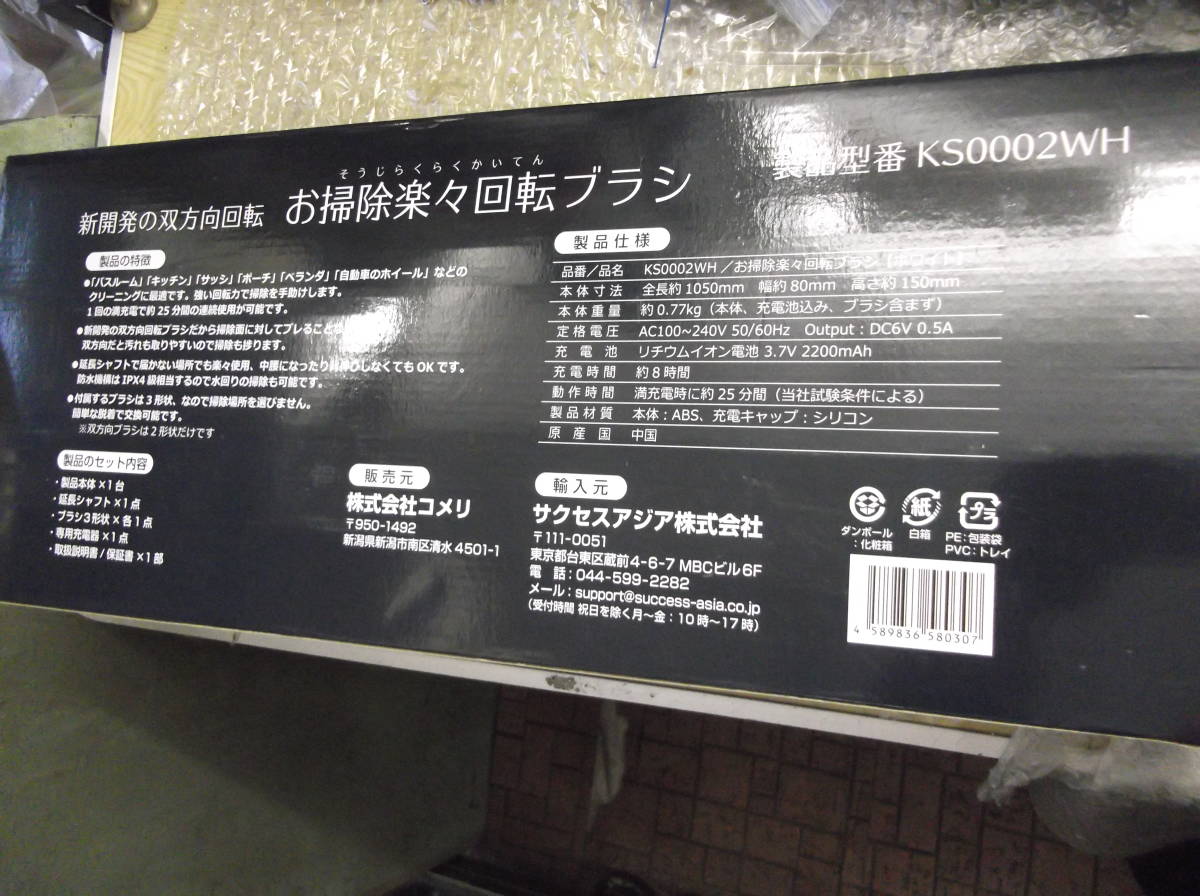 そうじらくらくかいてん
新開発の双方向回転 お掃除楽々回転ブラシ
製品型番 KS0002WH
製品の特徴
●「バスルーム」「キッチン」「サッシ」「ポーチ」「ベランダ」「自動車のホイール」などの
クリーニングに最適です。強い回転力で掃除を手助けします。
1回の満充電で約25分間の連続使用が可能です。
●新開発の双方向回転ブラシだから掃除面に対してブレることな
双方向だと汚れも取りやすいので掃除も捗ります。
●延長シャフトで届かない場所でも楽々使用、中腰になったり背伸びしなくてもOKです。
防水機構はIPX4級相当するので水回りの掃除も可能です。
●付属するブラシは3形状、なので掃除場所を選びません。
簡単な脱着で交換可能です。
※双方向ブラシは2形状だけです
製品のセット内容
・製品本体×1台
・延長シャフト×1点
・ブラシ3形状×各1点
・専用充電器×1点
・取扱説明書/保証書×1部
製品仕様
品番/品名 KS0002WH/お掃除楽々回転ブラシ【ホワイト】
本体寸法 全長約1050mm 幅約80mm 高さ約150mm
本体重量 約0.77kg(本体、充電池込み、ブラシ含まず)
定格電圧 AC100~240V 50/60Hz Output:DC6V 0.5A
充電池 リチウムイオン電池 3.7V 2200mAh
充電時間 約8時間
動作時間 満充電時に約25分間(当社試験条件による)
製品材質 本体:ABS、充電キャップ:シリコン
原産国 中国
販売元
株式会社コメリ
〒950-1492
新潟県新潟市南区清水4501-1
輸入元
サクセスアジア株式会社
〒111-0051
東京都台東区蔵前4-6-7 MBCビル6F
電話:044-599-2282
メール:support@success-asia.co.jp
(受付時間 祝日を除く月〜金:10時〜17時)
ダンボール
:化粧箱
紙
白箱
プラ
PE:包装袋
PVC:トレイ
4 589836 580307